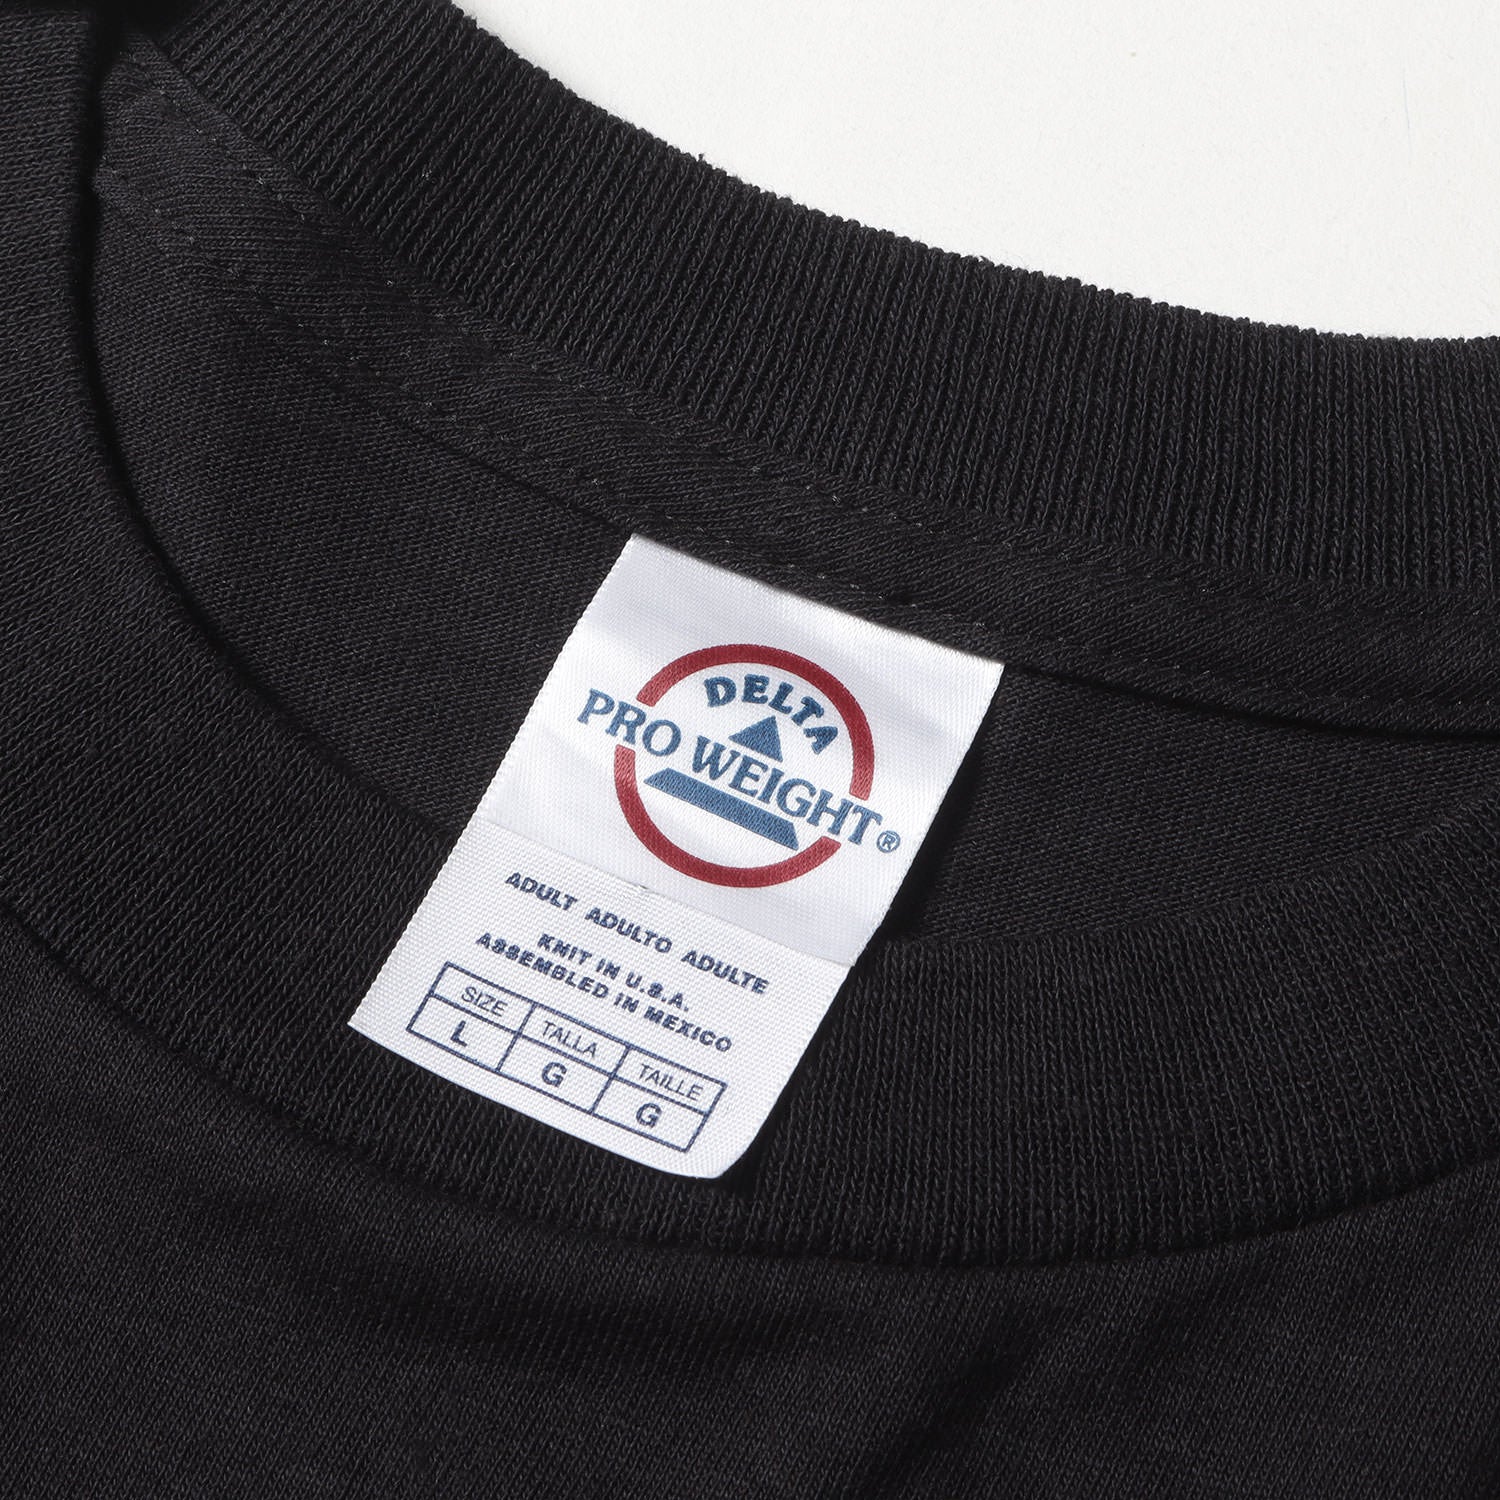 DELTA
PRO WEIGHT®
ADULT ADULTO ADULTE
KNIT IN U.S.A.
ASSEMBLED IN MEXICO
SIZE TALLA TAILLE
L G G